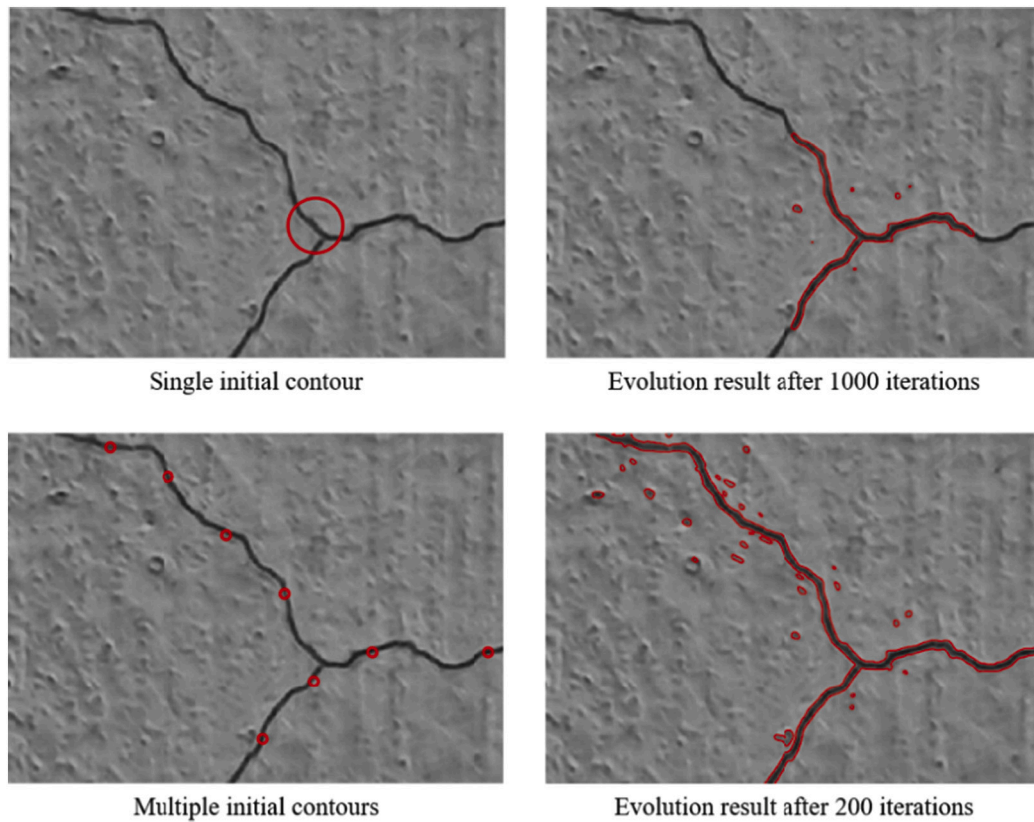 Single initial contour
Evolution result after 1000 iterations
Multiple initial contours
Evolution result after 200 iterations